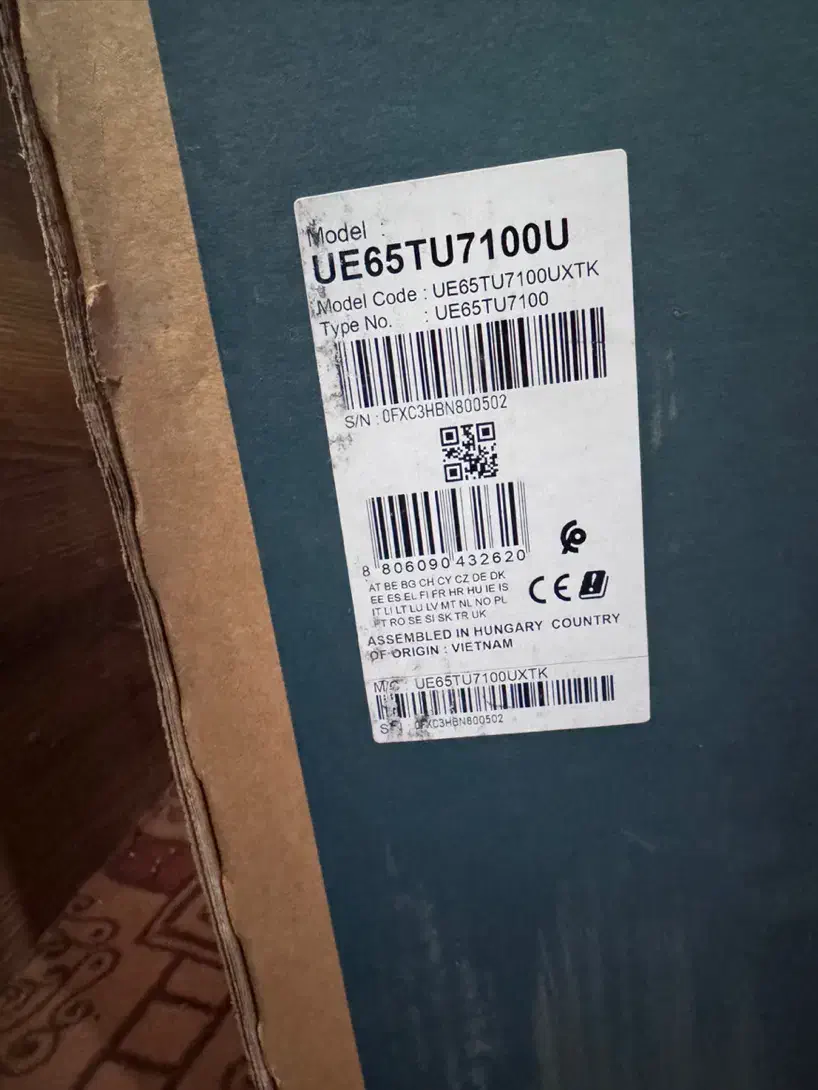 Model
UE65TU7100U
Model Code : UE65TU7100UXTK
Type No. : UE65TU7100
S/N : 0FXC3HBN800502
8 806090 432620
AT BE BG CH CY CZ DE DK
EE ES EL FI FR HR HU IE IS
IT LI LT LU LV MT NL NO PL
PT RO SE SI SK TR UK
CE
ASSEMBLED IN HUNGARY COUNTRY
OF ORIGIN : VIETNAM
M/C : UE65TU7100UXTK
0FXC3HBN800502